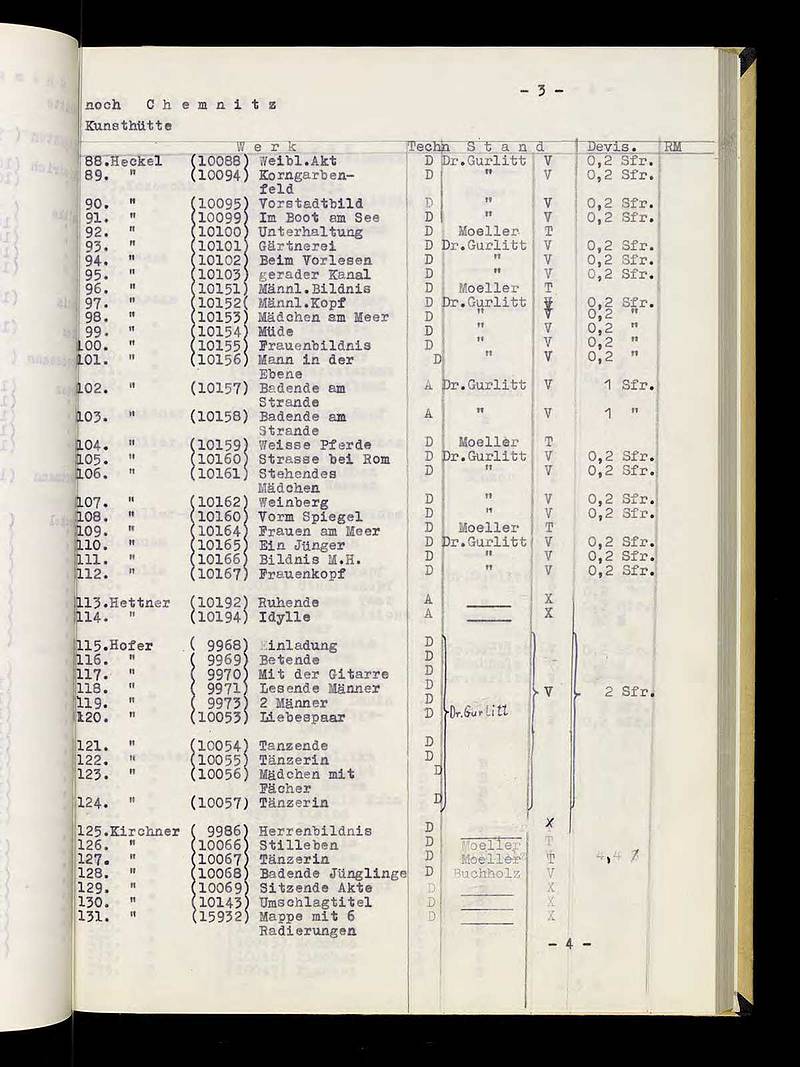 - 3 -
noch C h e m n i t z
Kunsthütte
W e r k Techn S t a n d Devis. RM
88.Heckel (10088) Weibl.Akt D Dr.Gurlitt V 0,2 Sfr.
89. " (10094) Korngarben- D " V 0,2 Sfr.
feld
90. " (10095) Vorstadtbild D " V 0,2 Sfr.
91. " (10099) Im Boot am See D " V 0,2 Sfr.
92. " (10100) Unterhaltung D Moeller T
93. " (10101) Gärtnerei D Dr.Gurlitt V 0,2 Sfr.
94. " (10102) Beim Vorlesen D " V 0,2 Sfr.
95. " (10103) gerader Kanal D " V 0,2 Sfr.
96. " (10151) Männl.Bildnis D Moeller T
97. " (10152( Männl.Kopf D Dr.Gurlitt V 0,2 Sfr.
98. " (10153) Mädchen am Meer D " V 0,2 "
99. " (10154) Müde D " V 0,2 "
100. " (10155) Frauenbildnis D " V 0,2 "
101. " (10156) Mann in der D " V 0,2 "
Ebene
102. " (10157) Badende am A Dr.Gurlitt V 1 Sfr.
Strande
103. " (10158) Badende am A " V 1 "
Strande
104. " (10159) Weisse Pferde D Moeller T
105. " (10160) Strasse bei Rom D Dr.Gurlitt V 0,2 Sfr.
106. " (10161) Stehendes D " V 0,2 Sfr.
Mädchen
107. " (10162) Weinberg D " V 0,2 Sfr.
108. " (10160) Vorm Spiegel D " V 0,2 Sfr.
109. " (10164) Frauen am Meer D Moeller T
110. " (10165) Ein Jünger D Dr.Gurlitt V 0,2 Sfr.
111. " (10166) Bildnis M.H. D " V 0,2 Sfr.
112. " (10167) Frauenkopf D " V 0,2 Sfr.
113.Hettner (10192) Ruhende A X
114. " (10194) Idylle A X
115.Hofer ( 9968) Einladung D
116. " ( 9969) Betende D
117. " ( 9970) Mit der Gitarre D
118. " ( 9971) Lesende Männer D V 2 Sfr.
119. " ( 9973) 2 Männer D
120. " (10053) Liebespaar D Dr.Gurlitt
121. " (10054) Tanzende D
122. " (10055) Tänzerin D
123. " (10056) Mädchen mit D
Fächer
124. " (10057) Tänzerin D
125.Kirchner ( 9986) Herrenbildnis D X
126. " (10066) Stilleben D Moeller T
127. " (10067) Tänzerin D Moeller T
128. " (10068) Badende Jünglinge D Buchholz V
129. " (10069) Sitzende Akte D X
130. " (10143) Umschlagtitel D X
131. " (15932) Mappe mit 6 D X
Radierungen
- 4 -